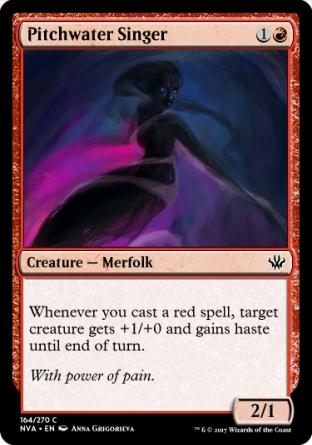 Pitchwater Singer 1
Creature — Merfolk
Whenever you cast a red spell, target
creature gets +1/+0 and gains haste
until end of turn.
With power of pain.
2/1
164/270 C
NVA • EN Anna Grigorieva
™ & © 2017 Wizards of the Coast